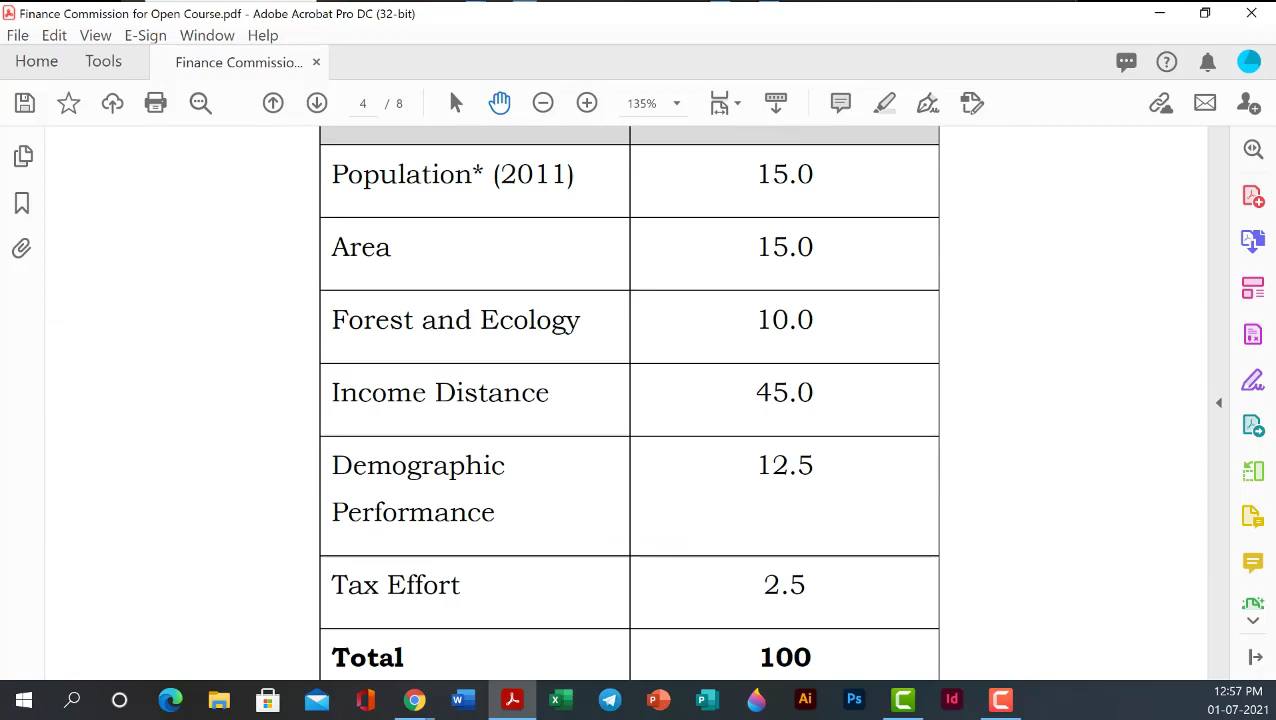 Finance Commission for Open Course.pdf - Adobe Acrobat Pro DC (32-bit)
File Edit View E-Sign Window Help
Home Tools Finance Commissio... ×
4 / 8 135%
Population* (2011) 15.0
Area 15.0
Forest and Ecology 10.0
Income Distance 45.0
Demographic 12.5
Performance
Tax Effort 2.5
Total 100
12:57 PM
01-07-2021